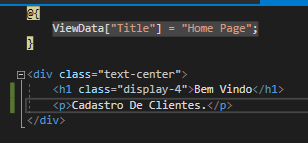 @{
ViewData["Title"] = "Home Page";
}
<div class="text-center">
<h1 class="display-4">Bem Vindo</h1>
<p>Cadastro De Clientes.</p>
</div>